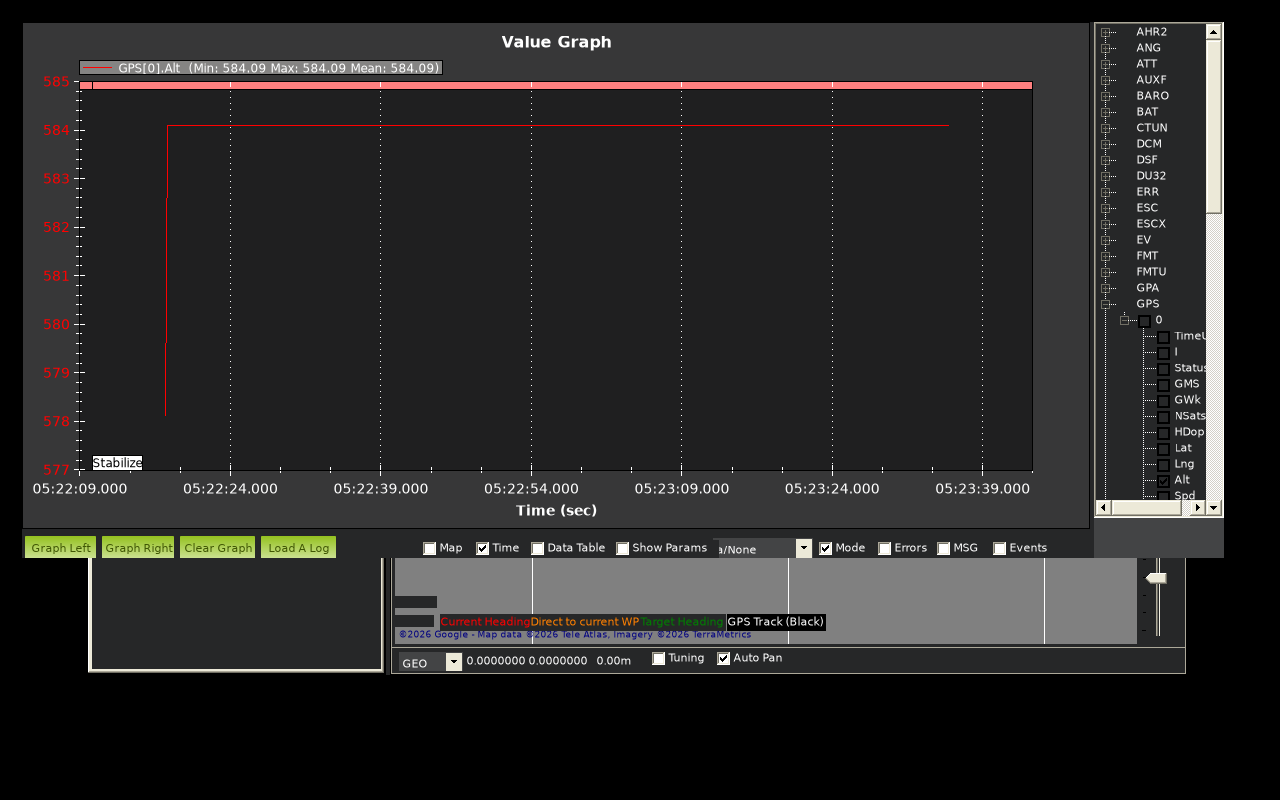 Value Graph
GPS[0].Alt (Min: 584.09 Max: 584.09 Mean: 584.09)
585
584
583
582
581
580
579
578
577
Stabilize
05:22:09.000 05:22:24.000 05:22:39.000 05:22:54.000 05:23:09.000 05:23:24.000 05:23:39.000
Time (sec)
AHR2
ANG
ATT
AUXF
BARO
BAT
CTUN
DCM
DSF
DU32
ERR
ESC
ESCX
EV
FMT
FMTU
GPA
GPS
0
TimeU
I
Status
GMS
GWk
NSats
HDop
Lat
Lng
Alt
Spd
Graph Left Graph Right Clear Graph Load A Log Map Time Data Table Show Params a/None Mode Errors MSG Events
Current Heading Direct to current WP Target Heading GPS Track (Black)
©2026 Google - Map data ©2026 Tele Atlas, Imagery ©2026 TerraMetrics
GEO 0.0000000 0.0000000 0.00m Tuning Auto Pan